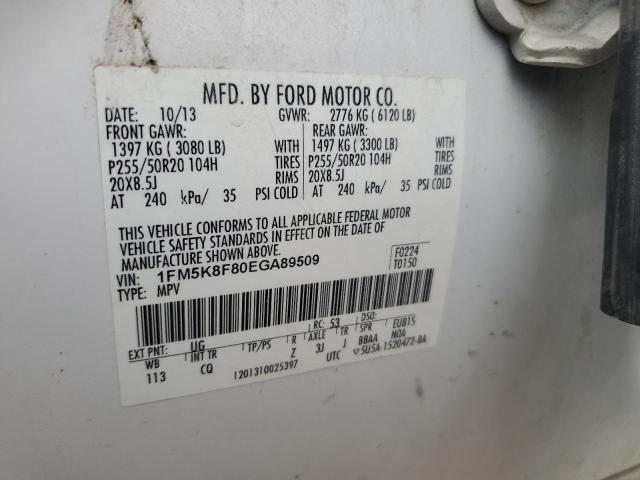 MFD. BY FORD MOTOR CO.
DATE: 10/13 GVWR: 2776 KG ( 6120 LB)
FRONT GAWR: REAR GAWR:
1397 KG ( 3080 LB) WITH 1497 KG ( 3300 LB) WITH
P255/50R20 104H TIRES P255/50R20 104H TIRES
20X8.5J RIMS 20X8.5J RIMS
AT 240 kPa/ 35 PSI COLD AT 240 kPa/ 35 PSI COLD
THIS VEHICLE CONFORMS TO ALL APPLICABLE FEDERAL MOTOR
VEHICLE SAFETY STANDARDS IN EFFECT ON THE DATE OF
MANUFACTURE SHOWN ABOVE.
VIN: 1FM5K8F80EGA89509 F0224
TYPE: MPV T0150
EXT PNT: UG RC: 53 DSO:
WB INT TR TP/PS R AXLE TR SPR EUB15
113 CQ Z 3J J BBAA NOA
1201310025397 UTC ▽5U5A-1520472-BA